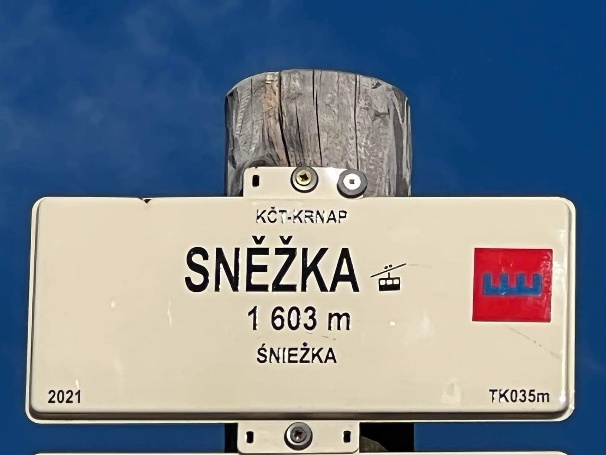 KČT-KRNAP
SNĚŽKA
1 603 m
ŚNIEŻKA
2021
TK035m